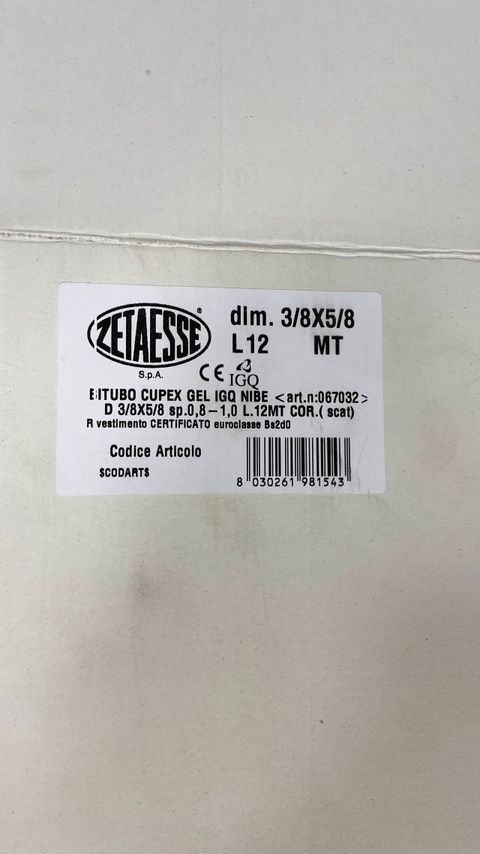 ZETAESSE®
S.p.A.
dim. 3/8X5/8
L12 MT
CE IGQ
BITUBO CUPEX GEL IGQ NIBE <art.n:067032>
D 3/8X5/8 sp.0,8-1,0 L.12MT COR.( scat)
R vestimento CERTIFICATO euroclasse Bs2d0
Codice Articolo
$CODART$
8 030261 981543